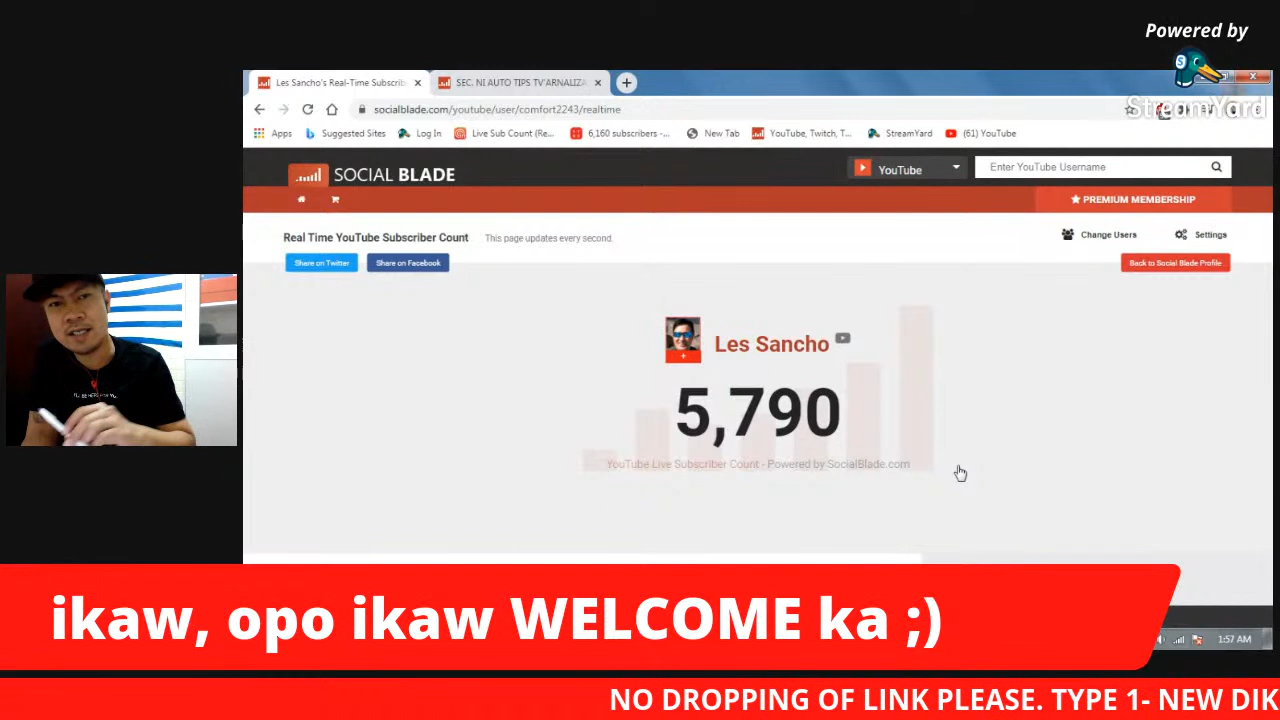 Powered by
StreamYard
Les Sancho's Real-Time Subscrib
SEC. NI AUTO TIPS TV'ARNALIZA
socialblade.com/youtube/user/comfort2243/realtime
Apps
Suggested Sites
Log In
Live Sub Count (Re...
6,160 subscribers -...
New Tab
YouTube, Twitch, T...
StreamYard
(61) YouTube
SOCIAL BLADE
YouTube
Enter YouTube Username
PREMIUM MEMBERSHIP
Real Time YouTube Subscriber Count
This page updates every second.
Change Users
Settings
Share on Twitter
Share on Facebook
Back to Social Blade Profile
Les Sancho
5,790
YouTube Live Subscriber Count - Powered by SocialBlade.com
ikaw, opo ikaw WELCOME ka ;)
1:57 AM
NO DROPPING OF LINK PLEASE. TYPE 1- NEW DIK